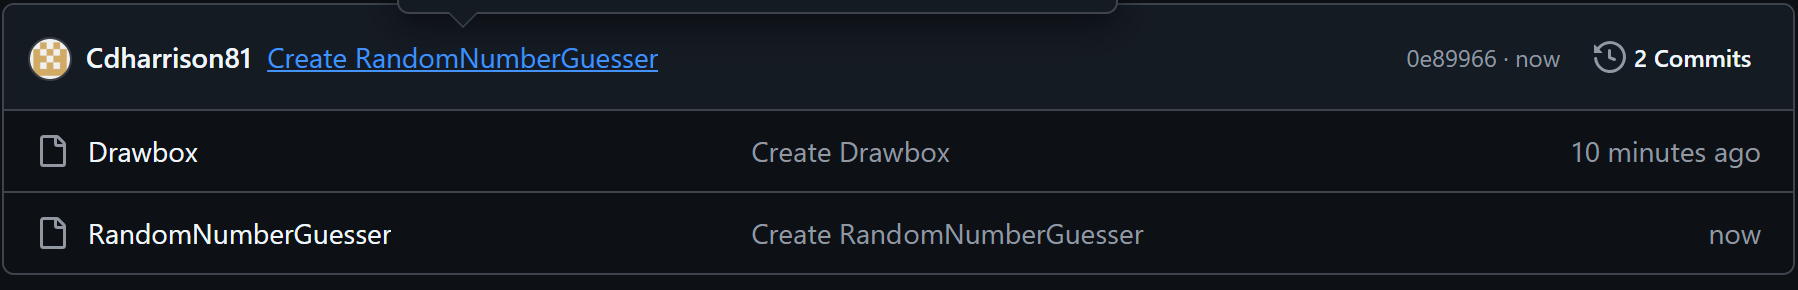 Cdharrison81 Create RandomNumberGuesser 0e89966 · now 2 Commits
Drawbox Create Drawbox 10 minutes ago
RandomNumberGuesser Create RandomNumberGuesser now